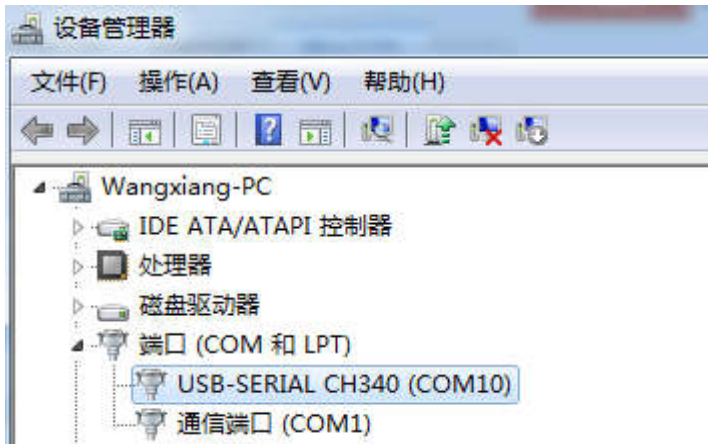 设备管理器
文件(F) 操作(A) 查看(V) 帮助(H)
Wangxiang-PC
IDE ATA/ATAPI 控制器
处理器
磁盘驱动器
端口 (COM 和 LPT)
USB-SERIAL CH340 (COM10)
通信端口 (COM1)